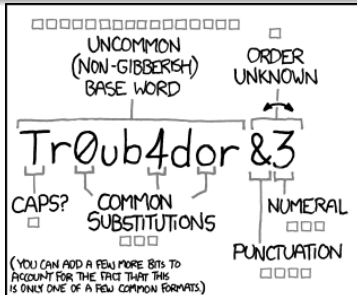 UNCOMMON
(NON-GIBBERISH)
BASE WORD
ORDER
UNKNOWN
Tr0ub4dor &3
CAPS?
COMMON
SUBSTITUTIONS
NUMERAL
PUNCTUATION
(YOU CAN ADD A FEW MORE BITS TO
ACCOUNT FOR THE FACT THAT THIS
IS ONLY ONE OF A FEW COMMON FORMATS.)